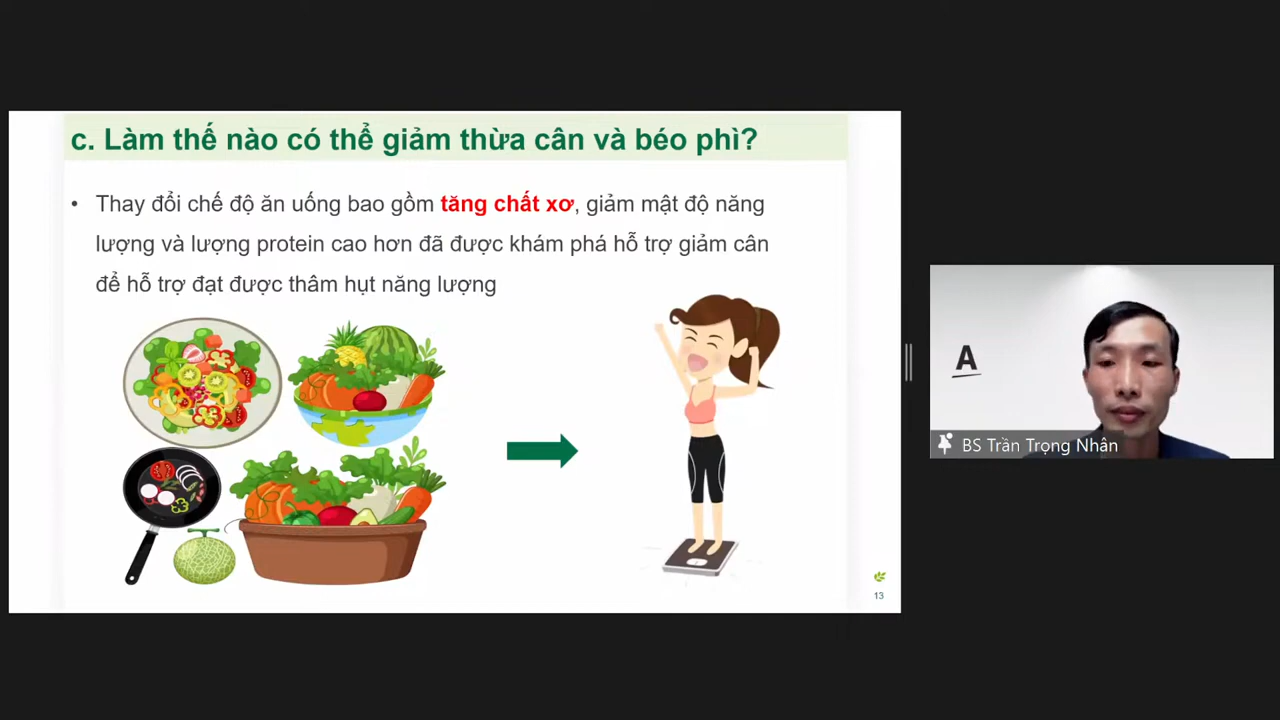 c. Làm thế nào có thể giảm thừa cân và béo phì?
• Thay đổi chế độ ăn uống bao gồm tăng chất xơ, giảm mật độ năng
lượng và lượng protein cao hơn đã được khám phá hỗ trợ giảm cân
để hỗ trợ đạt được thâm hụt năng lượng
13
A
BS Trần Trọng Nhân